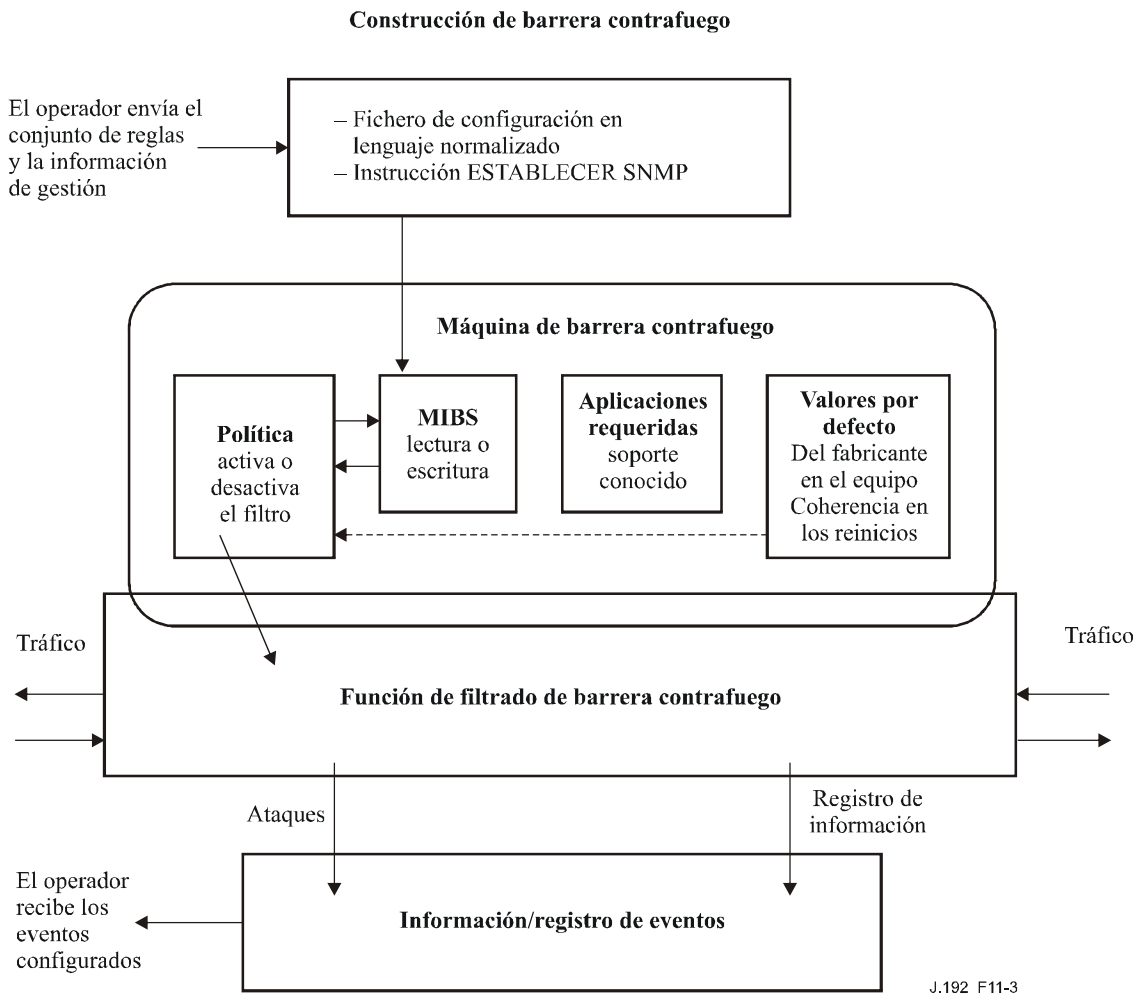 Construcción de barrera contrafuego
El operador envía el
conjunto de reglas
y la información
de gestión
– Fichero de configuración en
lenguaje normalizado
– Instrucción ESTABLECER SNMP
Máquina de barrera contrafuego
Política
activa o
desactiva
el filtro
MIBS
lectura o
escritura
Aplicaciones
requeridas
soporte
conocido
Valores por
defecto
Del fabricante
en el equipo
Coherencia en
los reinicios
Tráfico
Tráfico
Función de filtrado de barrera contrafuego
Ataques
Registro de
información
El operador
recibe los
eventos
configurados
Información/registro de eventos
J.192_F11-3